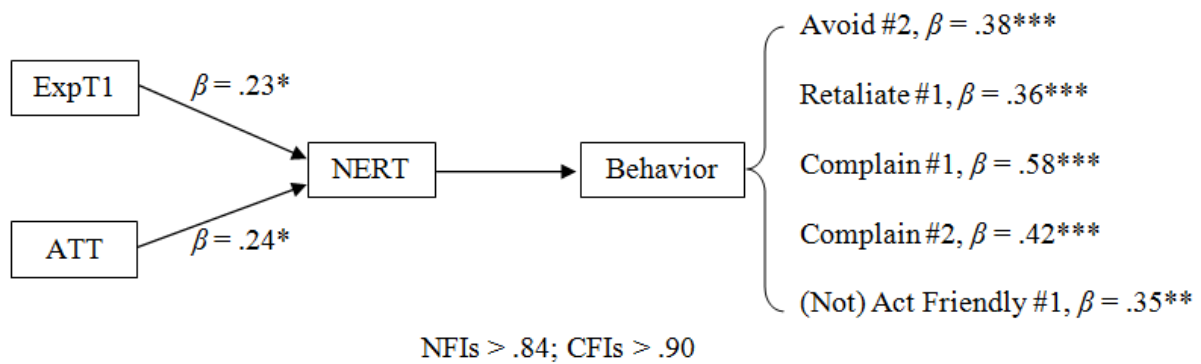 Avoid #2, β = .38***
ExpT1
β = .23*
Retaliate #1, β = .36***
NERT
Behavior
Complain #1, β = .58***
ATT
β = .24*
Complain #2, β = .42***
(Not) Act Friendly #1, β = .35**
NFIs > .84; CFIs > .90